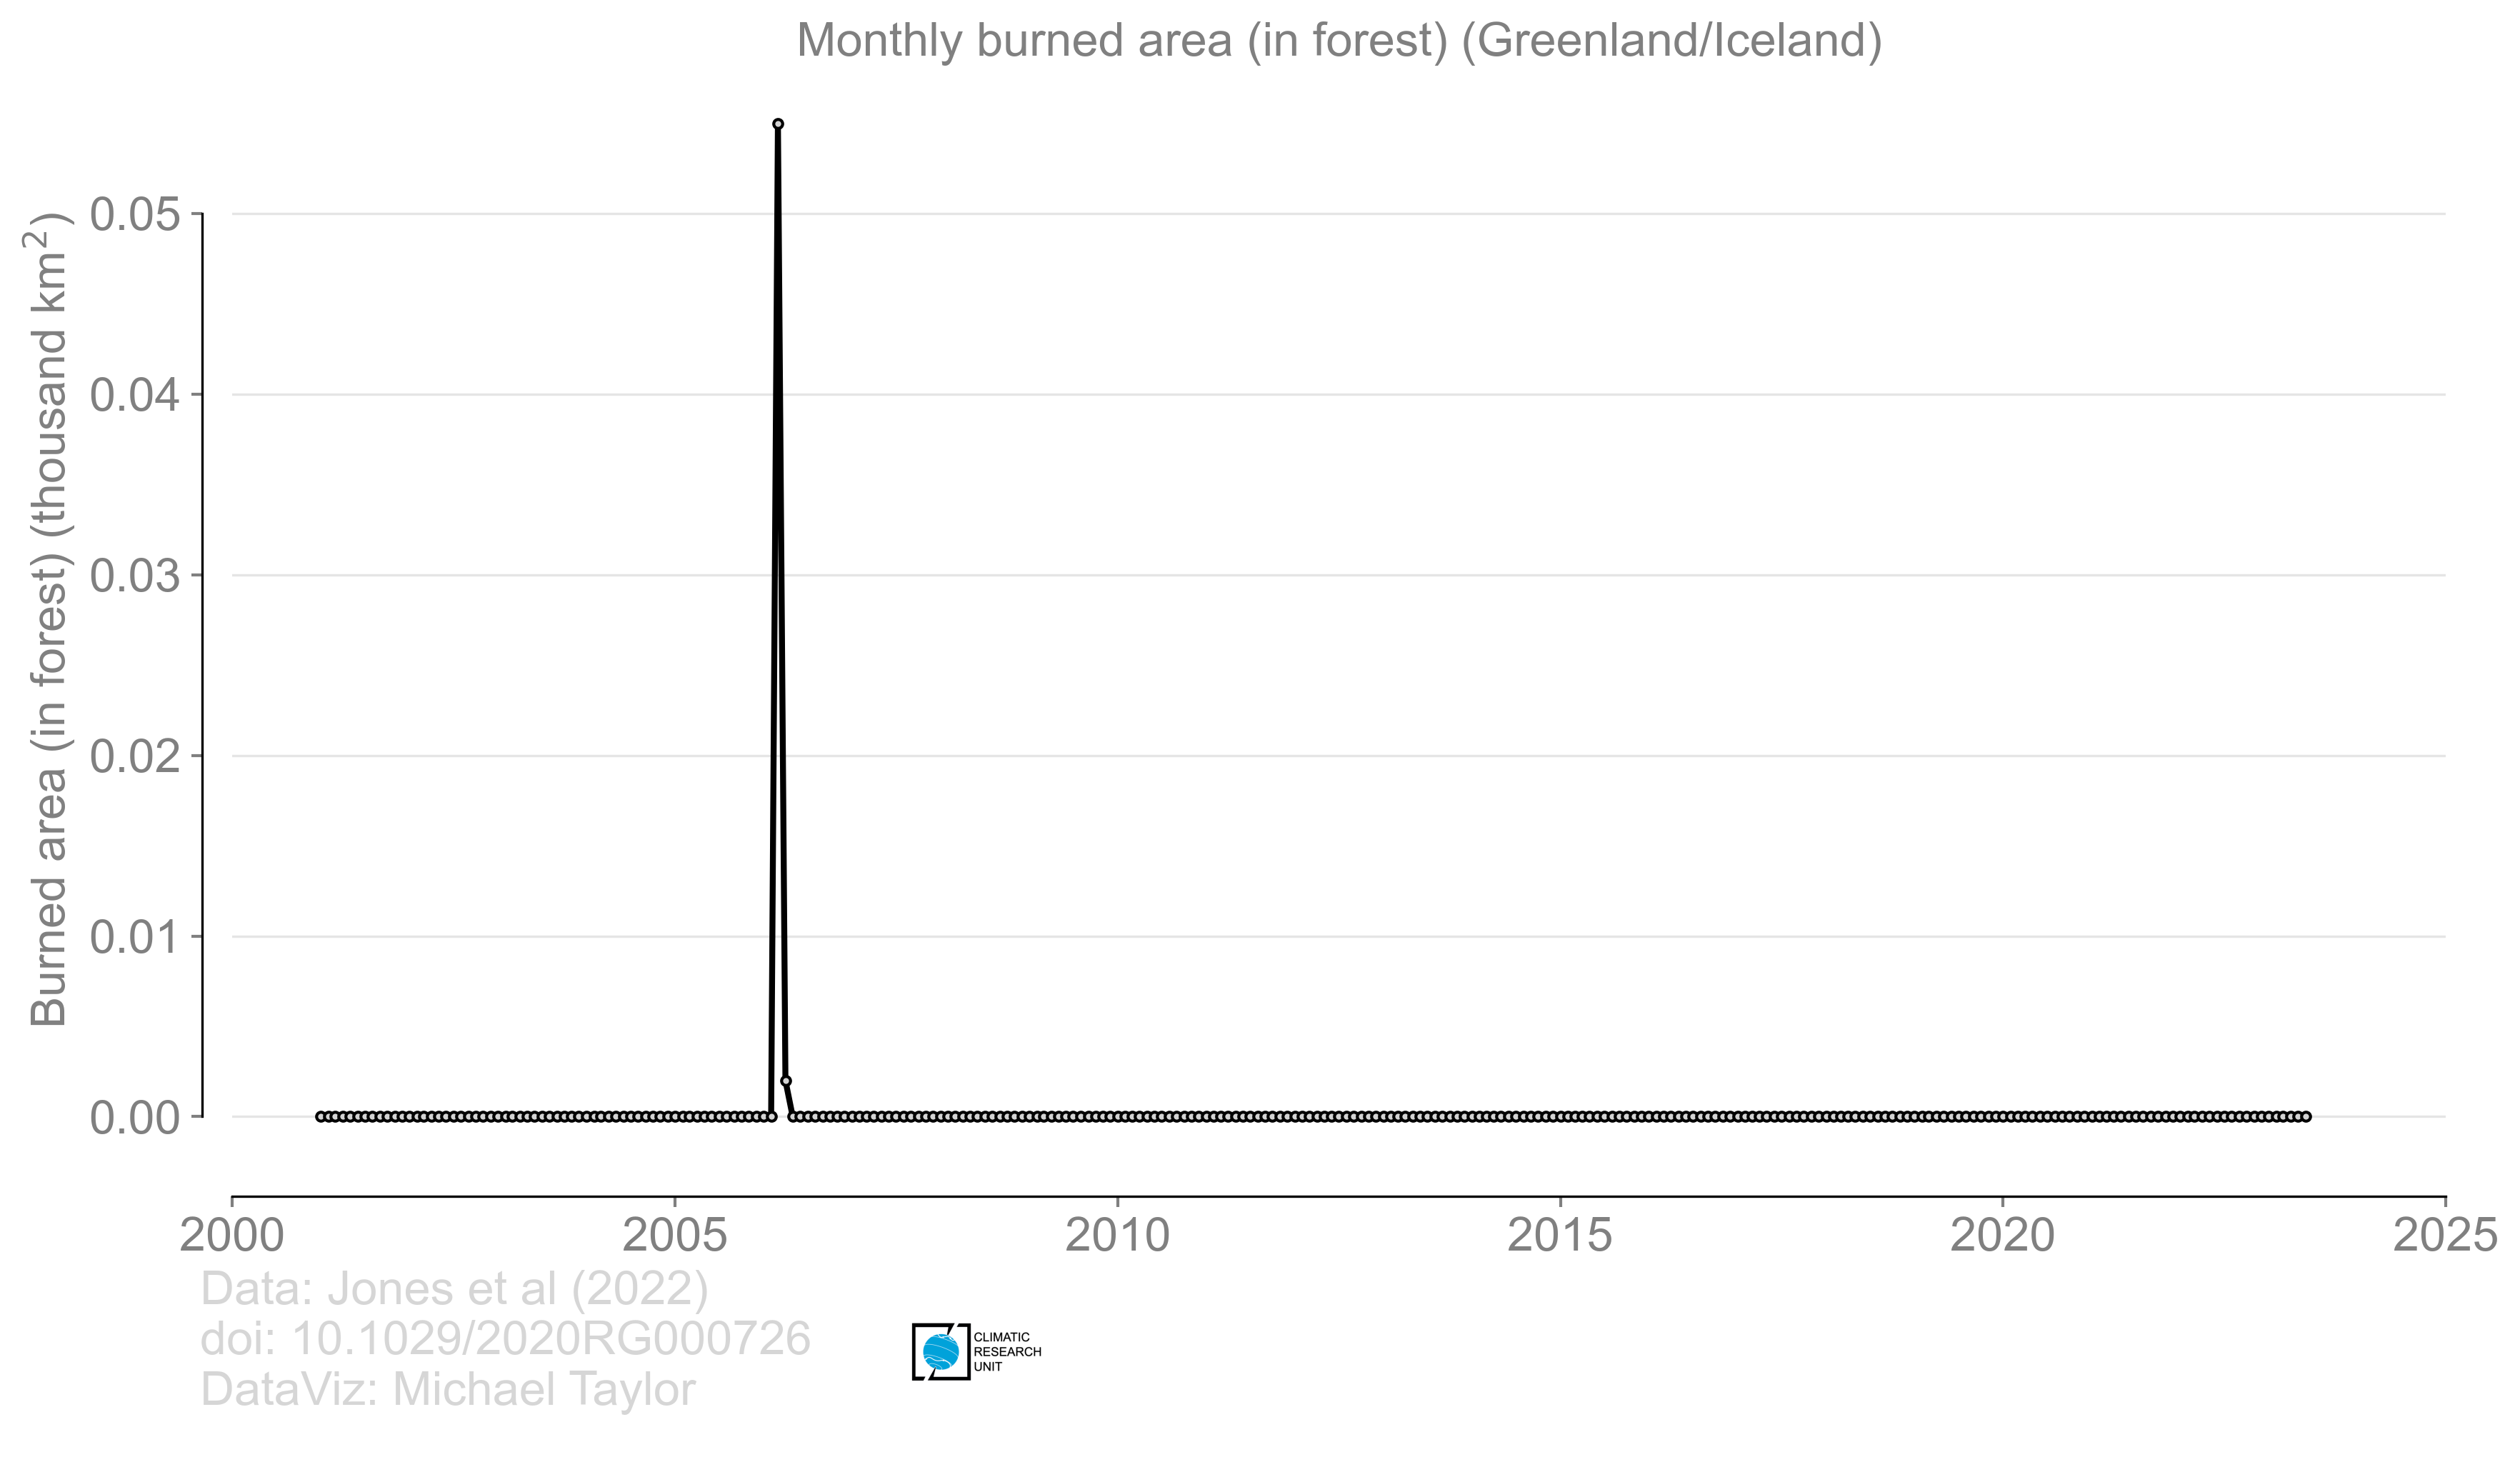 Monthly burned area (in forest) (Greenland/Iceland)
Burned area (in forest) (thousand km²)
0.05
0.04
0.03
0.02
0.01
0.00
2000 2005 2010 2015 2020 2025
Data: Jones et al (2022)
doi: 10.1029/2020RG000726
DataViz: Michael Taylor
CLIMATIC
RESEARCH
UNIT